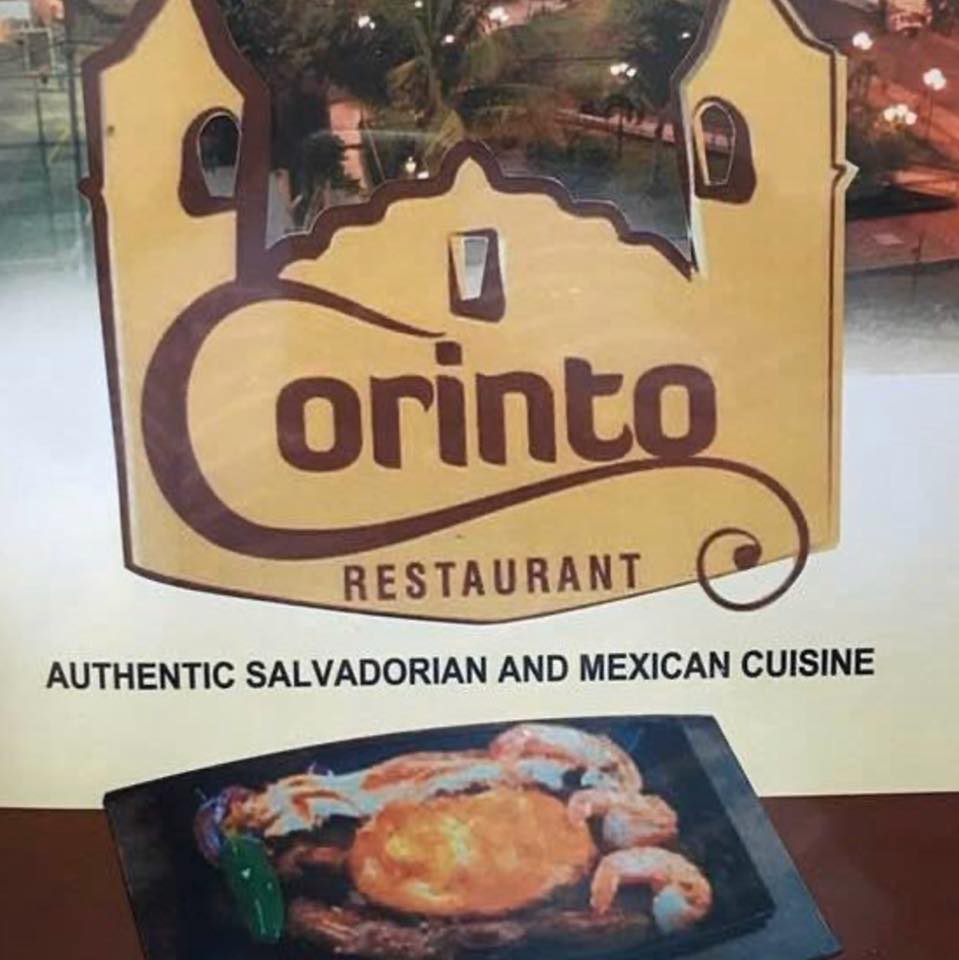 Corinto
RESTAURANT
AUTHENTIC SALVADORIAN AND MEXICAN CUISINE